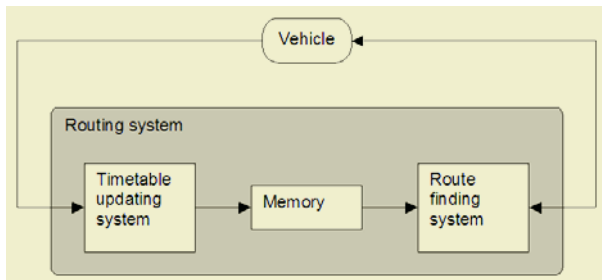 Vehicle
Routing system
Timetable
updating
system
Memory
Route
finding
system